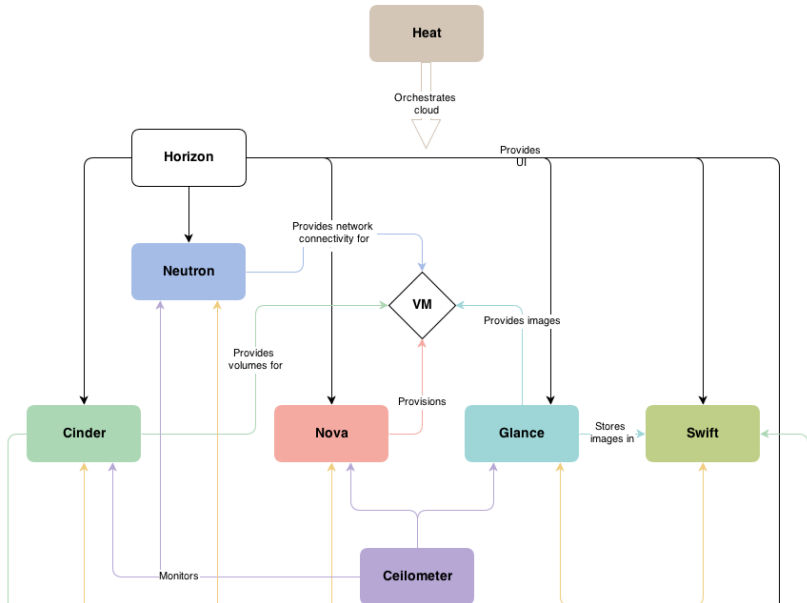 Heat
Orchestrates
cloud
Horizon
Provides
UI
Provides network
connectivity for
Neutron
VM
Provides images
Provides
volumes for
Provisions
Cinder
Nova
Glance
Stores
images in
Swift
Ceilometer
Monitors